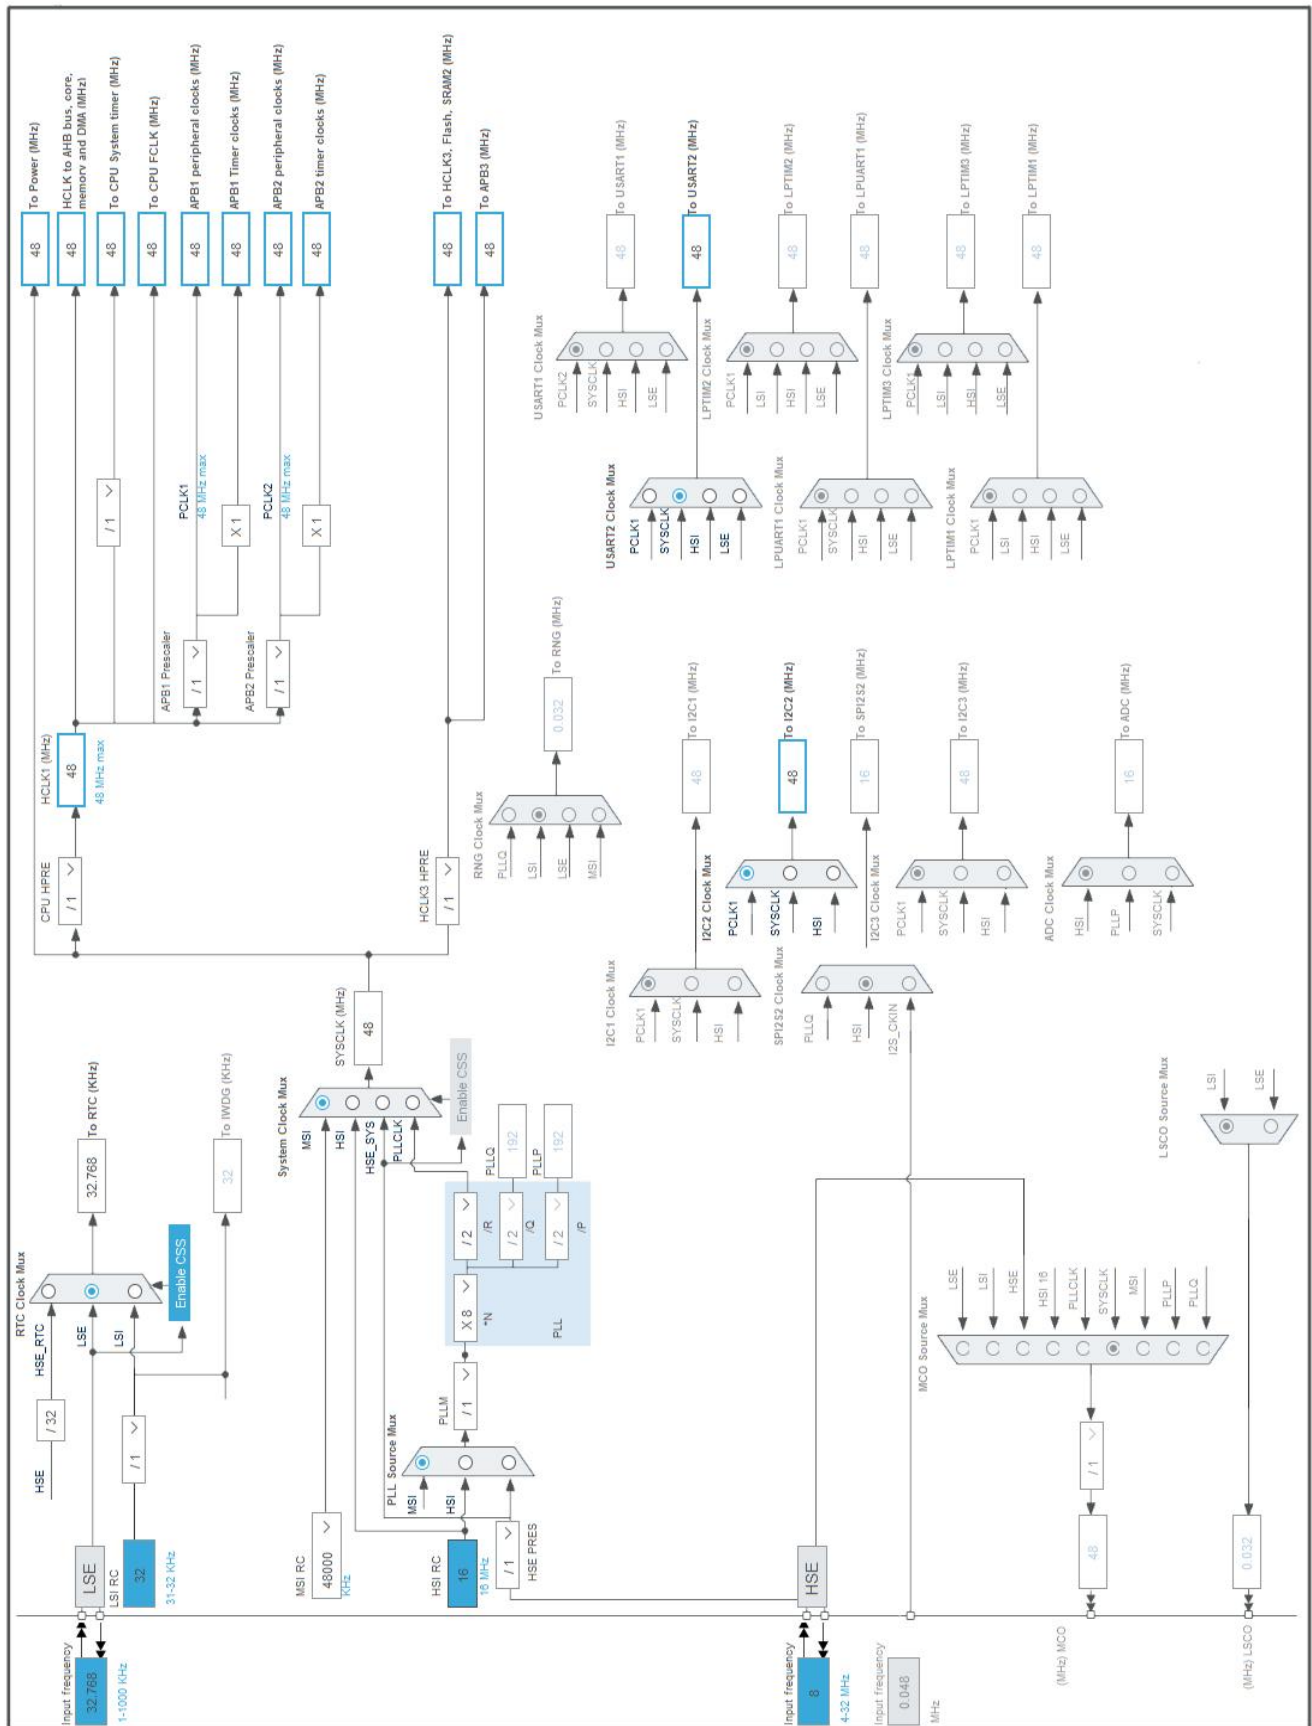 Input frequency
32.768
1-1000 KHz
LSE
LSI RC
32
31-32 KHz
HSE
/ 32
HSE_RTC
/ 1
RTC Clock Mux
LSE
LSI
Enable CSS
32.768
To RTC (KHz)
32
To IWDG (KHz)
MSI RC
48000
KHz
HSI RC
16
16 MHz
/ 1
HSE PRES
PLL Source Mux
MSI
HSI
PLLM
/ 1
X 8
*N
PLL
/ 2
/R
/ 2
/Q
/ 2
/P
PLLQ
192
PLLP
192
System Clock Mux
MSI
HSI
HSE_SYS
PLLCLK
Enable CSS
SYSCLK (MHz)
48
CPU HPRE
/ 1
HCLK1 (MHz)
48
48 MHz max
HCLK3 HPRE
/ 1
/ 1
APB1 Prescaler
/ 1
PCLK1
48 MHz max
X 1
APB2 Prescaler
/ 1
PCLK2
48 MHz max
X 1
48
To Power (MHz)
48
HCLK to AHB bus, core,
memory and DMA (MHz)
48
To CPU System timer (MHz)
48
To CPU FCLK (MHz)
48
APB1 peripheral clocks (MHz)
48
APB1 Timer clocks (MHz)
48
APB2 peripheral clocks (MHz)
48
APB2 timer clocks (MHz)
48
To HCLK3, Flash, SRAM2 (MHz)
48
To APB3 (MHz)
RNG Clock Mux
PLLQ
LSI
LSE
MSI
0.032
To RNG (MHz)
USART1 Clock Mux
PCLK2
SYSCLK
HSI
LSE
48
To USART1 (MHz)
USART2 Clock Mux
PCLK1
SYSCLK
HSI
LSE
48
To USART2 (MHz)
LPTIM2 Clock Mux
PCLK1
LSI
HSI
LSE
48
To LPTIM2 (MHz)
LPUART1 Clock Mux
PCLK1
SYSCLK
HSI
LSE
48
To LPUART1 (MHz)
LPTIM3 Clock Mux
PCLK1
LSI
HSI
LSE
48
To LPTIM3 (MHz)
LPTIM1 Clock Mux
PCLK1
LSI
HSI
LSE
48
To LPTIM1 (MHz)
I2C1 Clock Mux
PCLK1
SYSCLK
HSI
48
To I2C1 (MHz)
I2C2 Clock Mux
PCLK1
SYSCLK
HSI
48
To I2C2 (MHz)
SPI2S2 Clock Mux
PLLQ
HSI
I2S_CKIN
16
To SPI2S2 (MHz)
I2C3 Clock Mux
PCLK1
SYSCLK
HSI
48
To I2C3 (MHz)
ADC Clock Mux
HSI
PLLP
SYSCLK
16
To ADC (MHz)
Input frequency
8
4-32 MHz
HSE
Input frequency
0.048
MHz
MCO Source Mux
LSE
LSI
HSE
HSI 16
PLLCLK
SYSCLK
MSI
PLLP
PLLQ
/ 1
48
(MHz) MCO
LSCO Source Mux
LSI
LSE
0.032
(MHz) LSCO